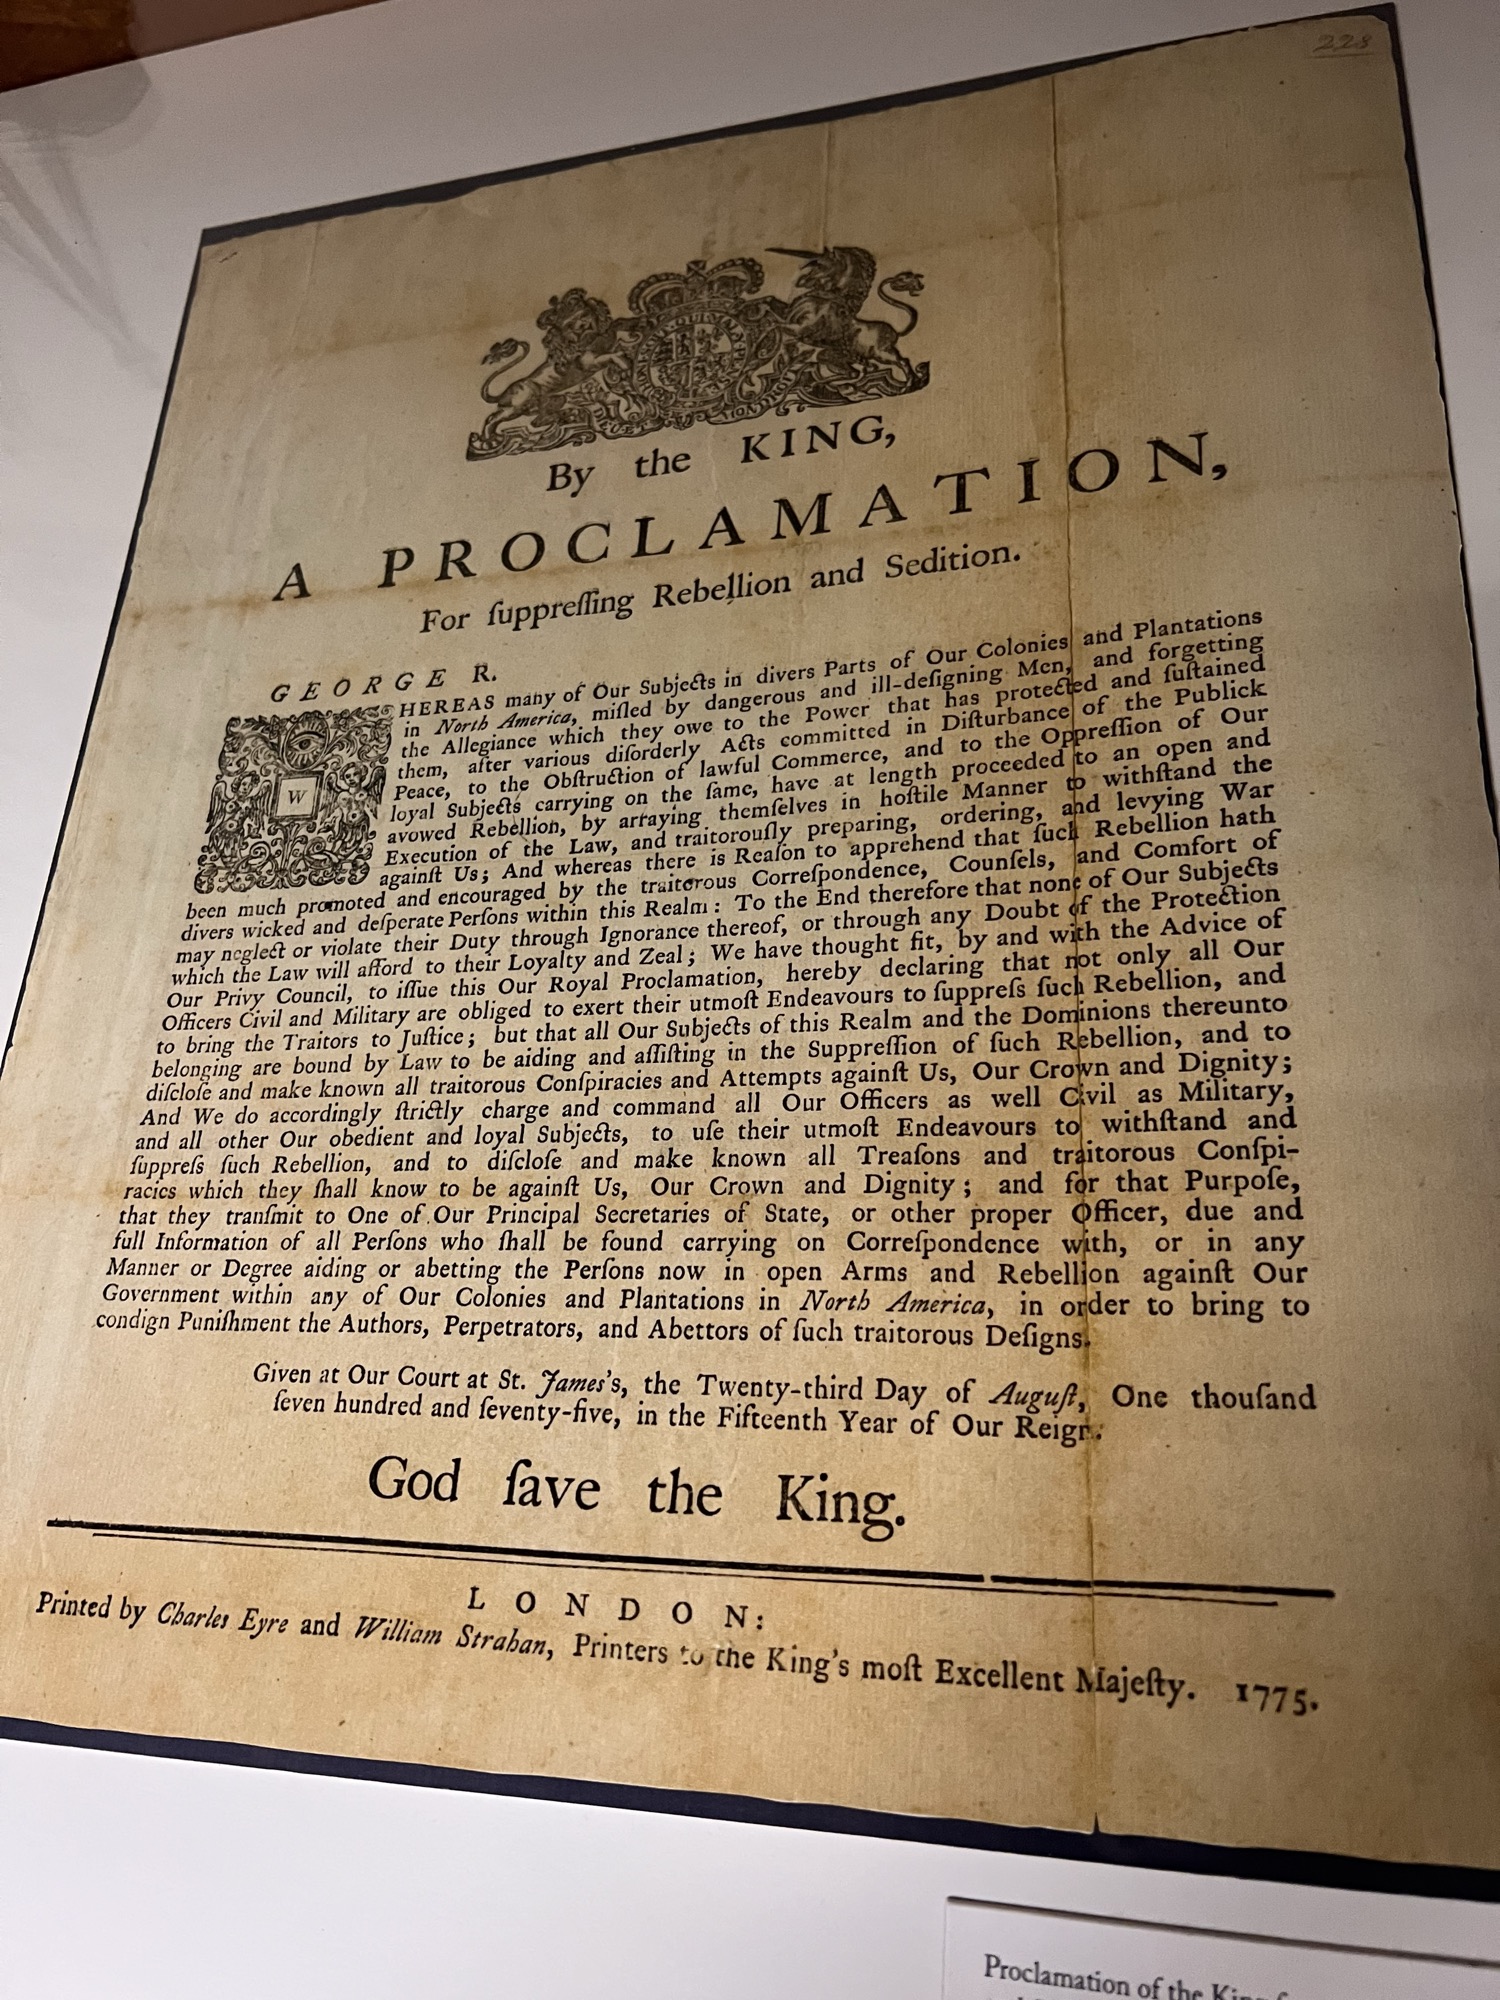 228
By the KING,
A PROCLAMATION,
For ſuppreſſing Rebellion and Sedition.
GEORGE R.
WHEREAS many of Our Subjects in divers Parts of Our Colonies and Plantations
in North America, miſled by dangerous and ill-deſigning Men, and forgetting
the Allegiance which they owe to the Power that has protected and ſuſtained
them, after various diſorderly Acts committed in Diſturbance of the Publick
Peace, to the Obſtruction of lawful Commerce, and to the Oppreſſion of Our
loyal Subjects carrying on the ſame, have at length proceeded to an open and
avowed Rebellion, by arraying themſelves in hoſtile Manner to withſtand the
Execution of the Law, and traitorouſly preparing, ordering, and levying War
againſt Us; And whereas there is Reaſon to apprehend that ſuch Rebellion hath
been much promoted and encouraged by the traitorous Correſpondence, Counſels, and Comfort of
divers wicked and deſperate Perſons within this Realm: To the End therefore that none of Our Subjects
may neglect or violate their Duty through Ignorance thereof, or through any Doubt of the Protection
which the Law will afford to their Loyalty and Zeal; We have thought fit, by and with the Advice of
Our Privy Council, to iſſue this Our Royal Proclamation, hereby declaring that not only all Our
Officers Civil and Military are obliged to exert their utmoſt Endeavours to ſuppreſs ſuch Rebellion, and
to bring the Traitors to Juſtice; but that all Our Subjects of this Realm and the Dominions thereunto
belonging are bound by Law to be aiding and aſſiſting in the Suppreſſion of ſuch Rebellion, and to
diſcloſe and make known all traitorous Conſpiracies and Attempts againſt Us, Our Crown and Dignity;
And We do accordingly ſtrictly charge and command all Our Officers as well Civil as Military,
and all other Our obedient and loyal Subjects, to uſe their utmoſt Endeavours to withſtand and
ſuppreſs ſuch Rebellion, and to diſcloſe and make known all Treaſons and traitorous Conſpi-
racies which they ſhall know to be againſt Us, Our Crown and Dignity; and for that Purpoſe,
that they tranſmit to One of Our Principal Secretaries of State, or other proper Officer, due and
full Information of all Perſons who ſhall be found carrying on Correſpondence with, or in any
Manner or Degree aiding or abetting the Perſons now in open Arms and Rebellion againſt Our
Government within any of Our Colonies and Plantations in North America, in order to bring to
condign Puniſhment the Authors, Perpetrators, and Abettors of ſuch traitorous Deſigns.
Given at Our Court at St. James's, the Twenty-third Day of Auguſt, One thouſand
ſeven hundred and ſeventy-five, in the Fifteenth Year of Our Reign.
God ſave the King.
LONDON:
Printed by Charles Eyre and William Strahan, Printers to the King's moſt Excellent Majeſty. 1775.
Proclamation of the King